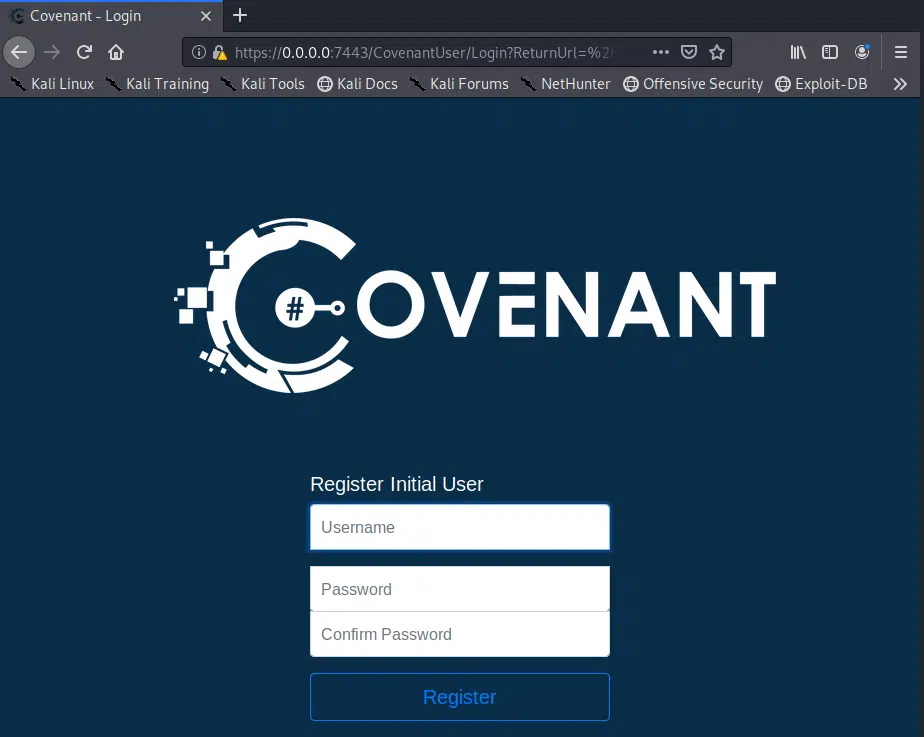 Covenant - Login
https://0.0.0.0:7443/CovenantUser/Login?ReturnUrl=%2F
Kali Linux Kali Training Kali Tools Kali Docs Kali Forums NetHunter Offensive Security Exploit-DB
#
COVENANT
Register Initial User
Username
Password
Confirm Password
Register